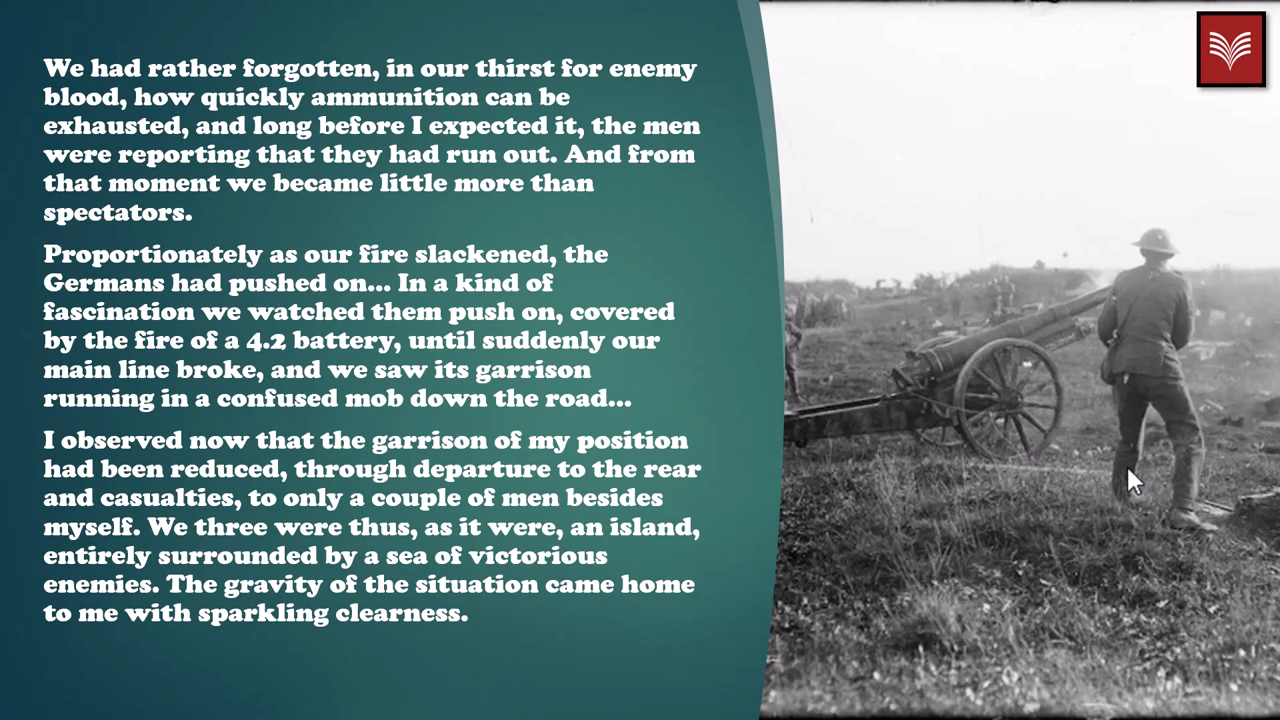 We had rather forgotten, in our thirst for enemy
blood, how quickly ammunition can be
exhausted, and long before I expected it, the men
were reporting that they had run out. And from
that moment we became little more than
spectators.
Proportionately as our fire slackened, the
Germans had pushed on... In a kind of
fascination we watched them push on, covered
by the fire of a 4.2 battery, until suddenly our
main line broke, and we saw its garrison
running in a confused mob down the road...
I observed now that the garrison of my position
had been reduced, through departure to the rear
and casualties, to only a couple of men besides
myself. We three were thus, as it were, an island,
entirely surrounded by a sea of victorious
enemies. The gravity of the situation came home
to me with sparkling clearness.